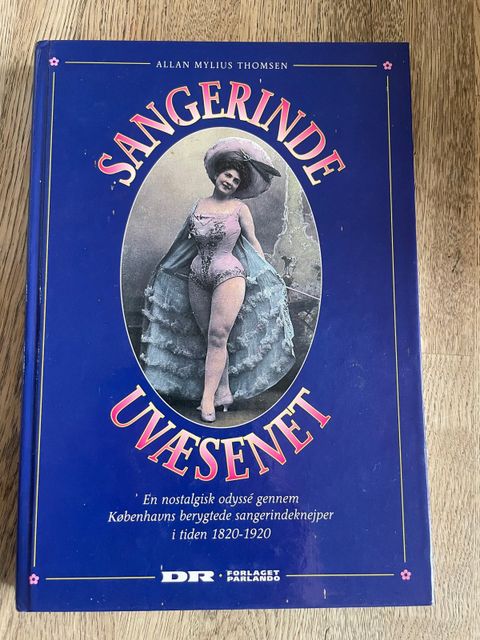 ALLAN MYLIUS THOMSEN
SANGERINDE
UVÆSENET
En nostalgisk odyssé gennem
Københavns berygtede sangerindeknejper
i tiden 1820-1920
DR · FORLAGET
PARLANDO